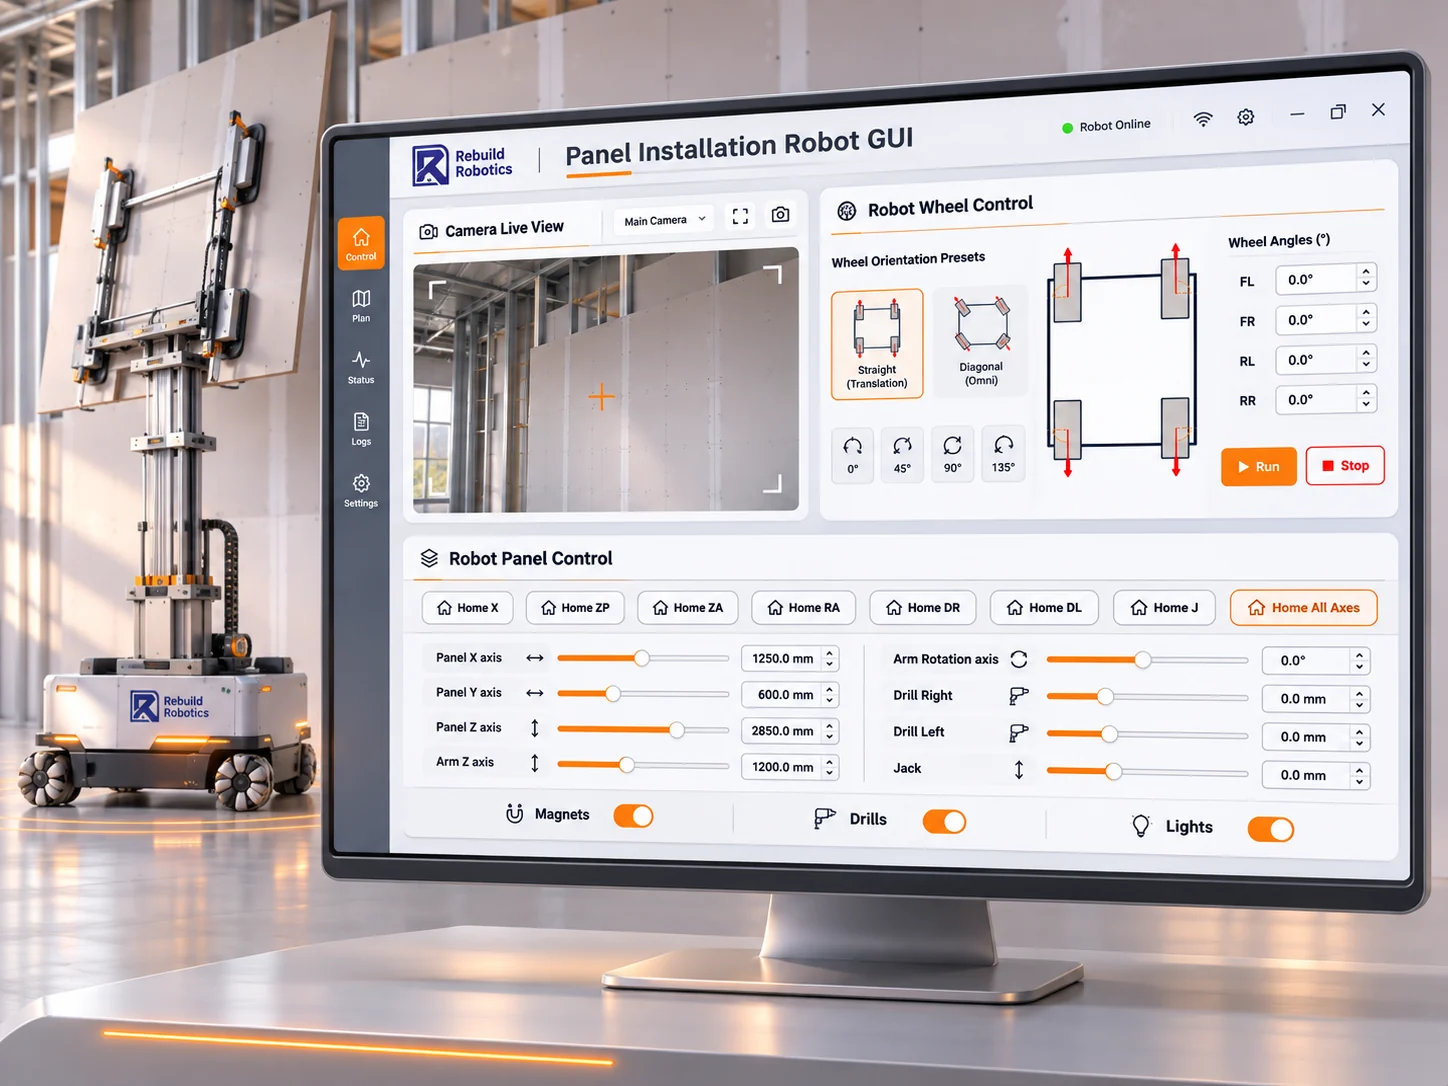 Rebuild
Robotics
Panel Installation Robot GUI
Robot Online
Control
Plan
Status
Logs
Settings
Camera Live View
Main Camera
Robot Wheel Control
Wheel Orientation Presets
Straight
(Translation)
Diagonal
(Omni)
0°
45°
90°
135°
Wheel Angles (°)
FL 0.0°
FR 0.0°
RL 0.0°
RR 0.0°
Run
Stop
Robot Panel Control
Home X
Home ZP
Home ZA
Home RA
Home DR
Home DL
Home J
Home All Axes
Panel X axis 1250.0 mm
Panel Y axis 600.0 mm
Panel Z axis 2850.0 mm
Arm Z axis 1200.0 mm
Arm Rotation axis 0.0°
Drill Right 0.0 mm
Drill Left 0.0 mm
Jack 0.0 mm
Magnets
Drills
Lights
Rebuild
Robotics